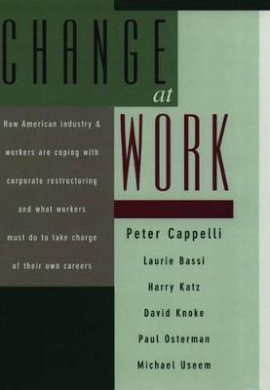 CHANGE
at
WORK
How American industry &
workers are coping with
corporate restructuring
and what workers
must do to take charge
of their own careers
Peter Cappelli
Laurie Bassi
Harry Katz
David Knoke
Paul Osterman
Michael Useem